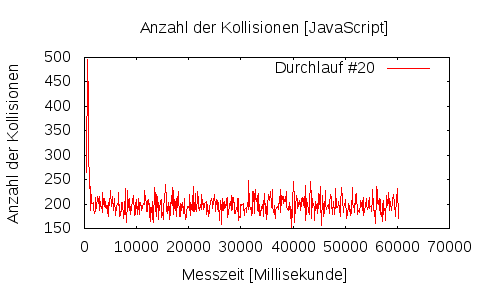 Anzahl der Kollisionen [JavaScript]
Anzahl der Kollisionen
500
450
400
350
300
250
200
150
Durchlauf #20
0 10000 20000 30000 40000 50000 60000 70000
Messzeit [Millisekunde]